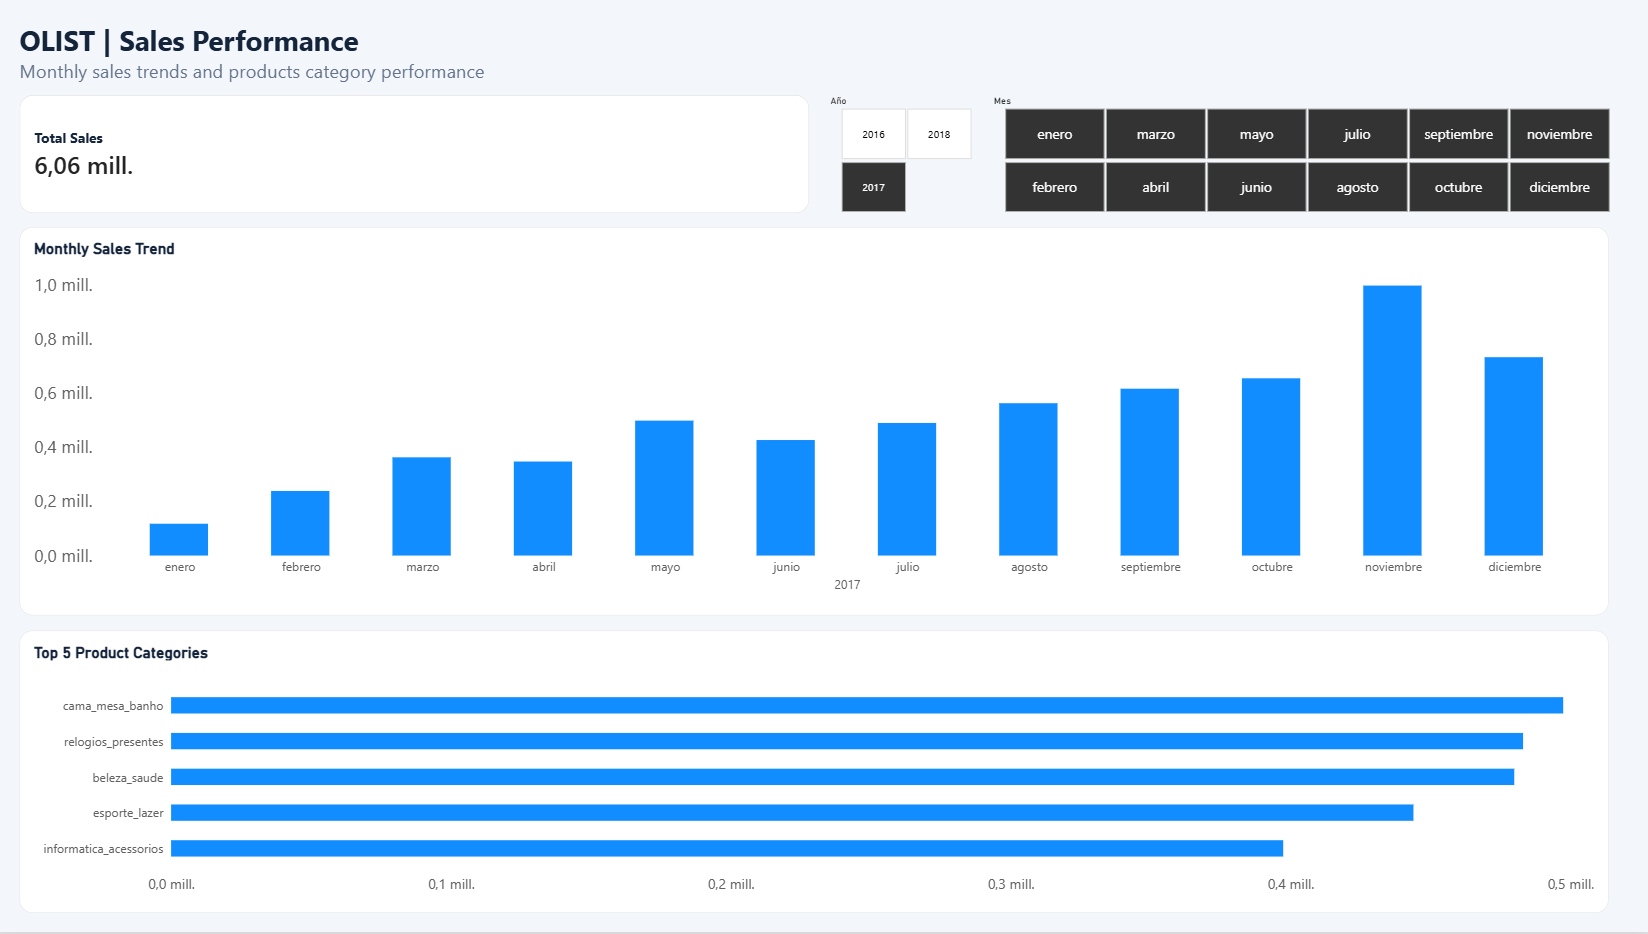 OLIST | Sales Performance
Monthly sales trends and products category performance
Total Sales
6,06 mill.
Año
2016 2018
2017
Mes
enero marzo mayo julio septiembre noviembre
febrero abril junio agosto octubre diciembre
Monthly Sales Trend
1,0 mill.
0,8 mill.
0,6 mill.
0,4 mill.
0,2 mill.
0,0 mill.
enero febrero marzo abril mayo junio julio agosto septiembre octubre noviembre diciembre
2017
Top 5 Product Categories
cama_mesa_banho
relogios_presentes
beleza_saude
esporte_lazer
informatica_acessorios
0,0 mill. 0,1 mill. 0,2 mill. 0,3 mill. 0,4 mill. 0,5 mill.